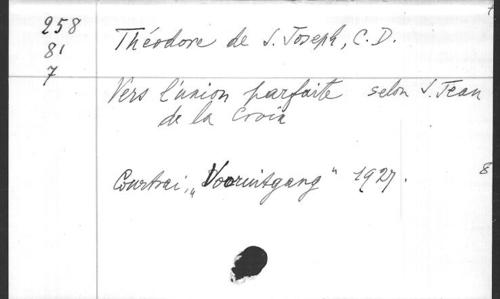 258
81
7
Théodore de S. Joseph, C.D.
Vers l'union parfaite selon S. Jean
de la Croix
Courtrai, „Vooruitgang" 1927.
8